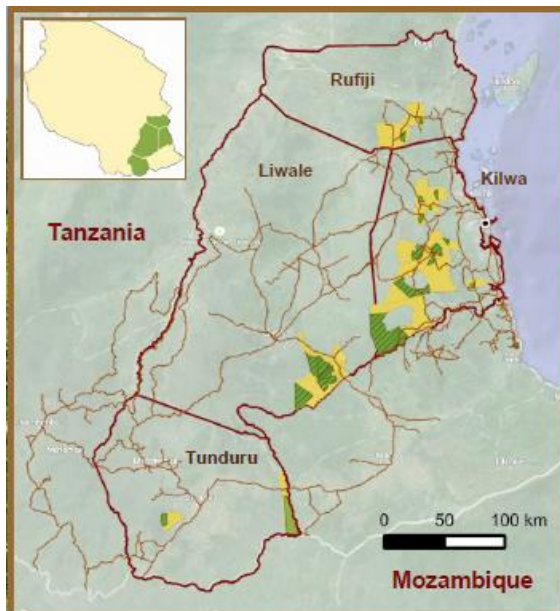 Rufiji
Liwale
Kilwa
Tanzania
Tunduru
0 50 100 km
Mozambique